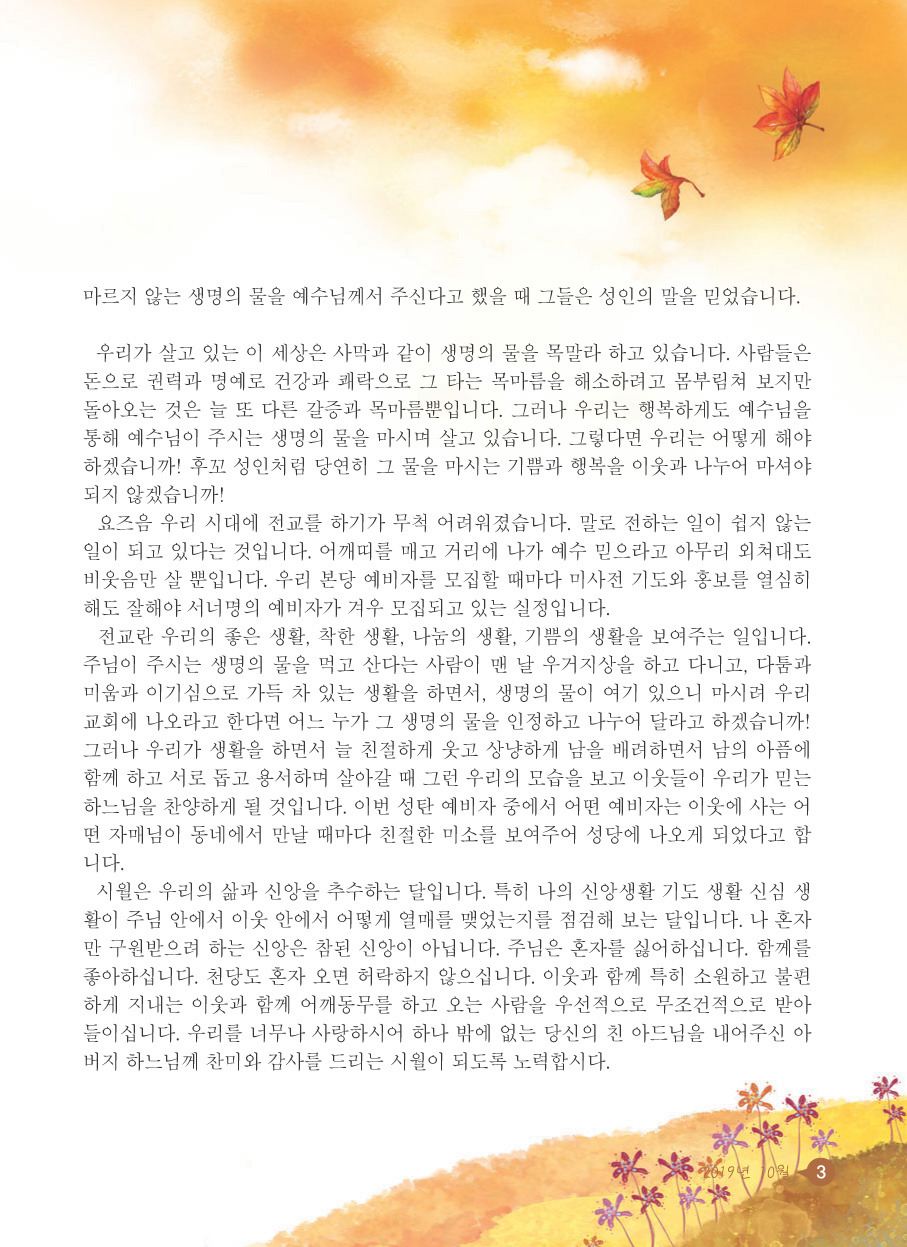 마르지 않는 생명의 물을 예수님께서 주신다고 했을 때 그들은 성인의 말을 믿었습니다.
우리가 살고 있는 이 세상은 사막과 같이 생명의 물을 목말라 하고 있습니다. 사람들은
돈으로 권력과 명예로 건강과 쾌락으로 그 타는 목마름을 해소하려고 몸부림쳐 보지만
돌아오는 것은 늘 또 다른 갈증과 목마름뿐입니다. 그러나 우리는 행복하게도 예수님을
통해 예수님이 주시는 생명의 물을 마시며 살고 있습니다. 그렇다면 우리는 어떻게 해야
하겠습니까! 후꼬 성인처럼 당연히 그 물을 마시는 기쁨과 행복을 이웃과 나누어 마셔야
되지 않겠습니까!
요즈음 우리 시대에 전교를 하기가 무척 어려워졌습니다. 말로 전하는 일이 쉽지 않는
일이 되고 있다는 것입니다. 어깨띠를 매고 거리에 나가 예수 믿으라고 아무리 외쳐대도
비웃음만 살 뿐입니다. 우리 본당 예비자를 모집할 때마다 미사전 기도와 홍보를 열심히
해도 잘해야 서너명의 예비자가 겨우 모집되고 있는 실정입니다.
전교란 우리의 좋은 생활, 착한 생활, 나눔의 생활, 기쁨의 생활을 보여주는 일입니다.
주님이 주시는 생명의 물을 먹고 산다는 사람이 맨 날 우거지상을 하고 다니고, 다툼과
미움과 이기심으로 가득 차 있는 생활을 하면서, 생명의 물이 여기 있으니 마시려 우리
교회에 나오라고 한다면 어느 누가 그 생명의 물을 인정하고 나누어 달라고 하겠습니까!
그러나 우리가 생활을 하면서 늘 친절하게 웃고 상냥하게 남을 배려하면서 남의 아픔에
함께 하고 서로 돕고 용서하며 살아갈 때 그런 우리의 모습을 보고 이웃들이 우리가 믿는
하느님을 찬양하게 될 것입니다. 이번 성탄 예비자 중에서 어떤 예비자는 이웃에 사는 어
떤 자매님이 동네에서 만날 때마다 친절한 미소를 보여주어 성당에 나오게 되었다고 합
니다.
시월은 우리의 삶과 신앙을 추수하는 달입니다. 특히 나의 신앙생활 기도 생활 신심 생
활이 주님 안에서 이웃 안에서 어떻게 열매를 맺었는지를 점검해 보는 달입니다. 나 혼자
만 구원받으려 하는 신앙은 참된 신앙이 아닙니다. 주님은 혼자를 싫어하십니다. 함께를
좋아하십니다. 천당도 혼자 오면 허락하지 않으십니다. 이웃과 함께 특히 소원하고 불편
하게 지내는 이웃과 함께 어깨동무를 하고 오는 사람을 우선적으로 무조건적으로 받아
들이십니다. 우리를 너무나 사랑하시어 하나 밖에 없는 당신의 친 아드님을 내어주신 아
버지 하느님께 찬미와 감사를 드리는 시월이 되도록 노력합시다.
2019년 10월 3